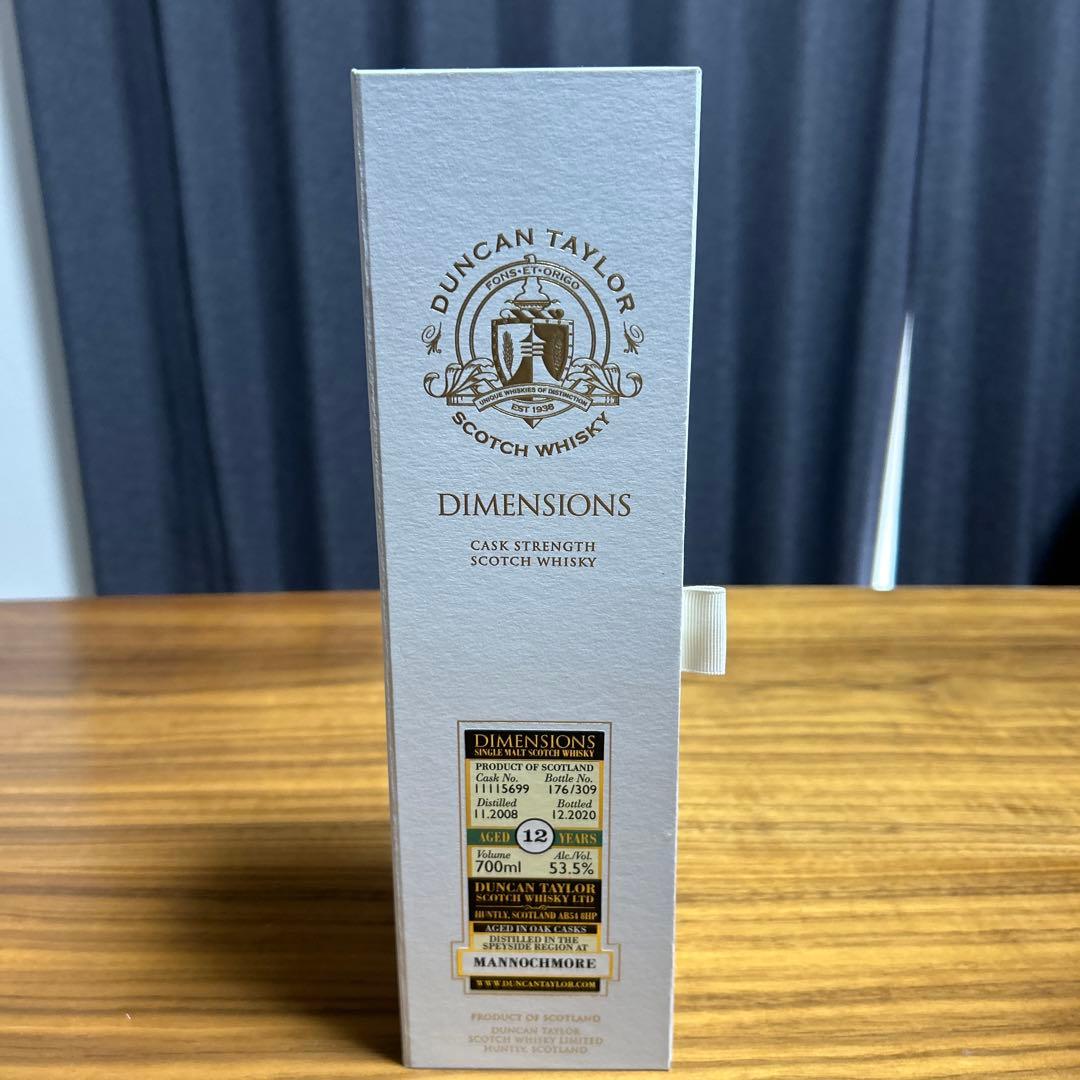 DUNCAN TAYLOR
FONS·ET·ORIGO
UNIQUE WHISKIES OF DISTINCTION
EST 1938
SCOTCH WHISKY
DIMENSIONS
CASK STRENGTH
SCOTCH WHISKY
DIMENSIONS
SINGLE MALT SCOTCH WHISKY
PRODUCT OF SCOTLAND
Cask No. Bottle No.
11115699 176/309
Distilled Bottled
11.2008 12.2020
AGED 12 YEARS
Volume Alc./Vol.
700ml 53.5%
DUNCAN TAYLOR
SCOTCH WHISKY LTD
HUNTLY, SCOTLAND AB54 8HP
AGED IN OAK CASKS
DISTILLED IN THE
SPEYSIDE REGION AT
MANNOCHMORE
WWW.DUNCANTAYLOR.COM
PRODUCT OF SCOTLAND
DUNCAN TAYLOR
SCOTCH WHISKY LIMITED
HUNTLY, SCOTLAND